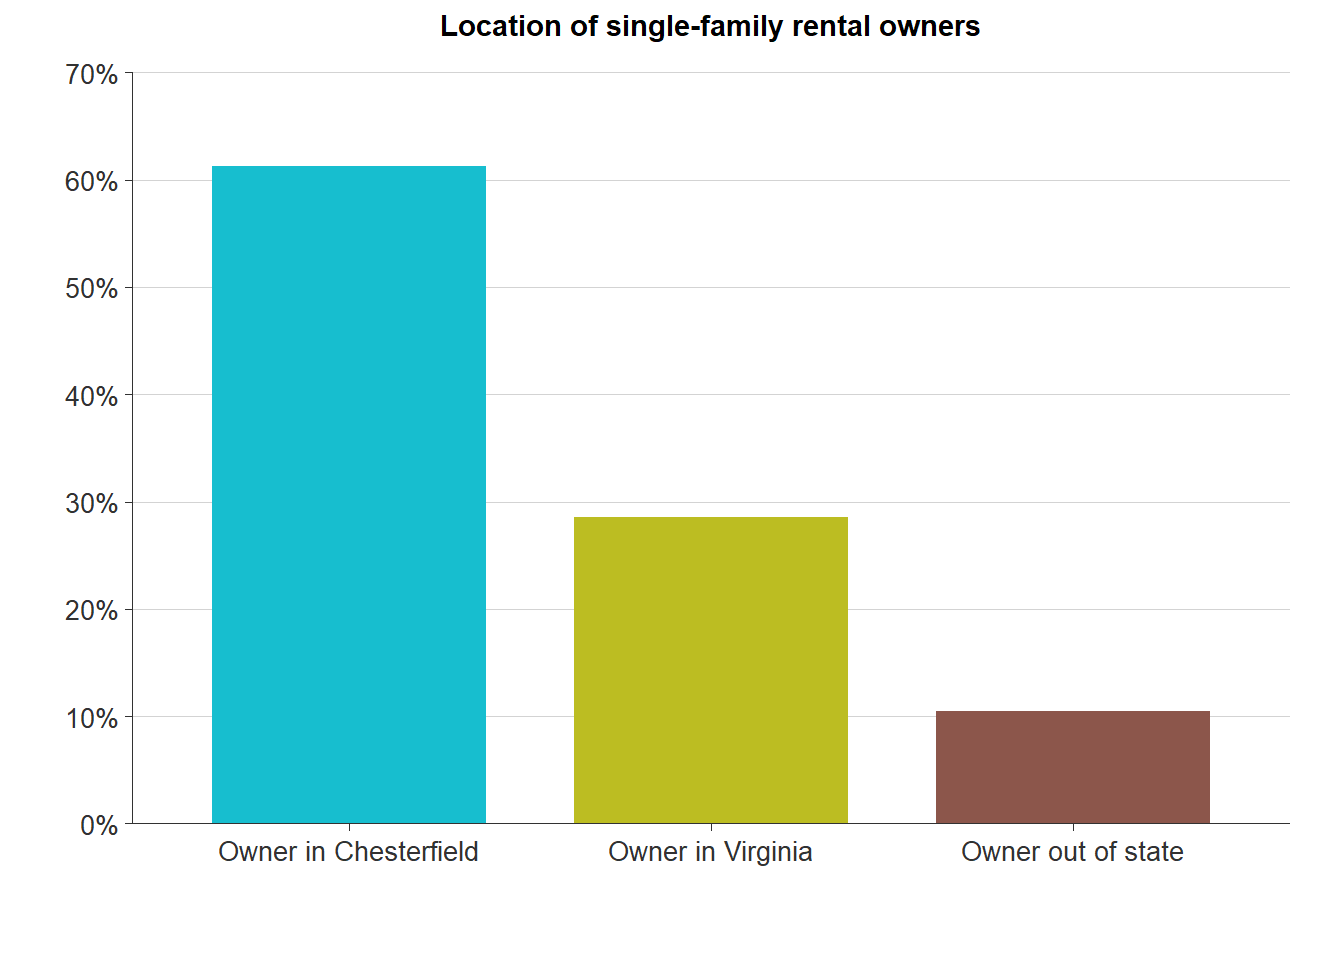 Location of single-family rental owners
70%
60%
50%
40%
30%
20%
10%
0%
Owner in Chesterfield
Owner in Virginia
Owner out of state